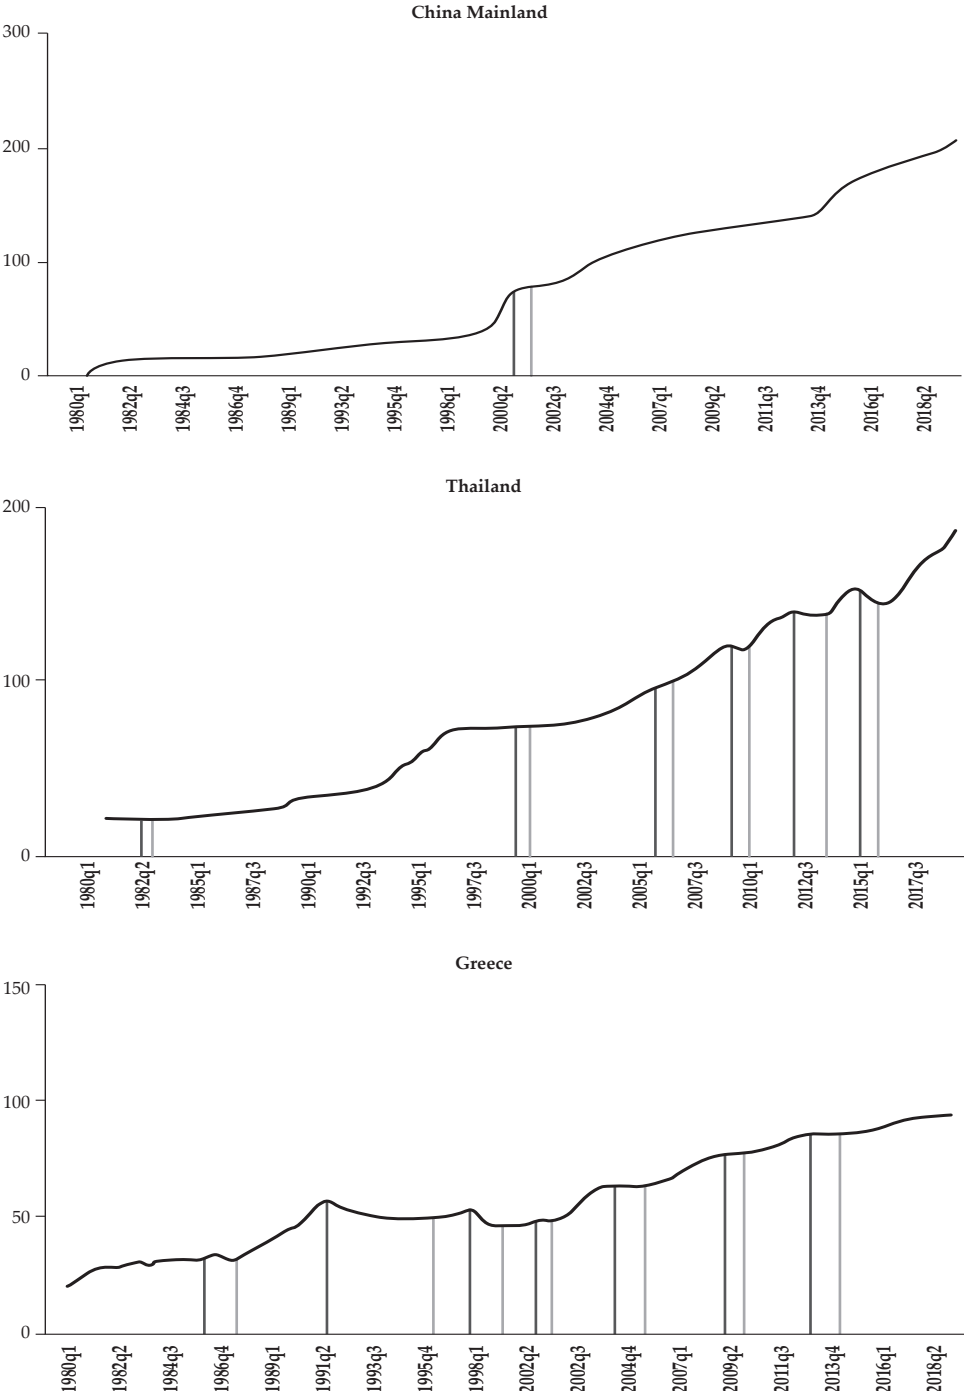 China Mainland
300
200
100
0
1980q1 1982q2 1984q3 1986q4 1989q1 1993q2 1995q4 1998q1 2000q2 2002q3 2004q4 2007q1 2009q2 2011q3 2013q4 2016q1 2018q2
Thailand
200
100
0
1980q1 1982q2 1985q1 1987q3 1990q1 1992q3 1995q1 1997q3 2000q1 2002q3 2005q1 2007q3 2010q1 2012q3 2015q1 2017q3
Greece
150
100
50
0
1980q1 1982q2 1984q3 1986q4 1989q1 1991q2 1993q3 1995q4 1998q1 2002q2 2002q3 2004q4 2007q1 2009q2 2011q3 2013q4 2016q1 2018q2